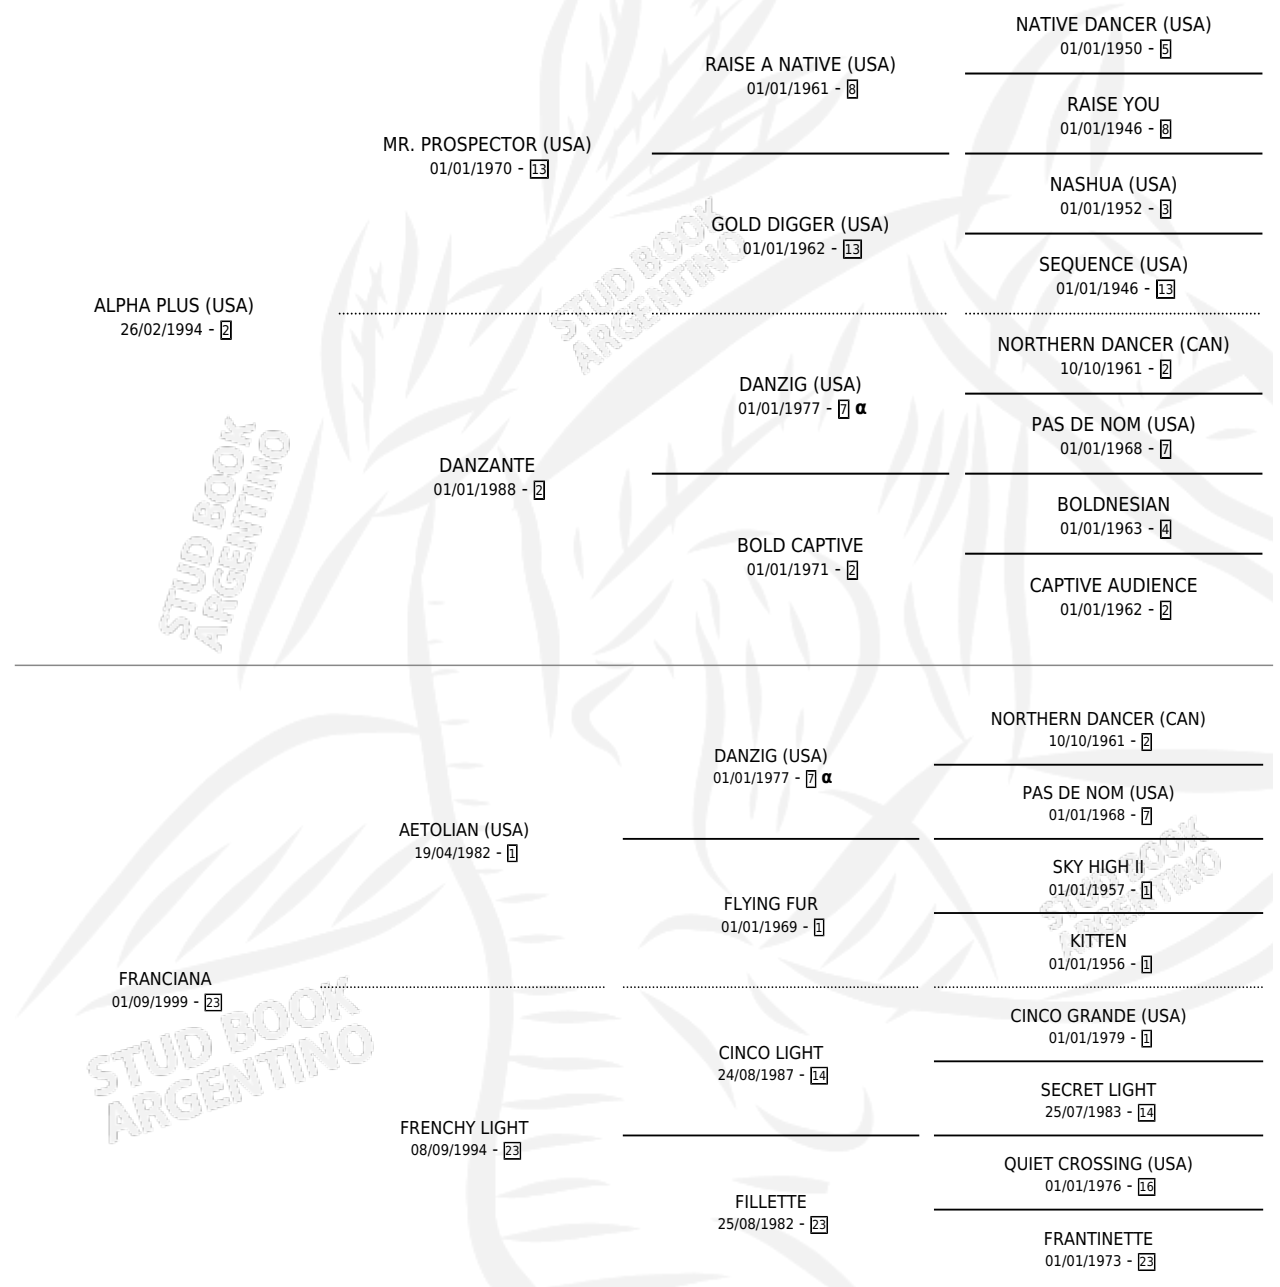 ALPHA PLUS (USA)
26/02/1994 - 2
MR. PROSPECTOR (USA)
01/01/1970 - 13
RAISE A NATIVE (USA)
01/01/1961 - 8
NATIVE DANCER (USA)
01/01/1950 - 5
RAISE YOU
01/01/1946 - 8
GOLD DIGGER (USA)
01/01/1962 - 13
NASHUA (USA)
01/01/1952 - 3
SEQUENCE (USA)
01/01/1946 - 13
DANZANTE
01/01/1988 - 2
DANZIG (USA)
01/01/1977 - 7 α
NORTHERN DANCER (CAN)
10/10/1961 - 2
PAS DE NOM (USA)
01/01/1968 - 7
BOLD CAPTIVE
01/01/1971 - 2
BOLDNESIAN
01/01/1963 - 4
CAPTIVE AUDIENCE
01/01/1962 - 2
FRANCIANA
01/09/1999 - 23
AETOLIAN (USA)
19/04/1982 - 1
DANZIG (USA)
01/01/1977 - 7 α
NORTHERN DANCER (CAN)
10/10/1961 - 2
PAS DE NOM (USA)
01/01/1968 - 7
FLYING FUR
01/01/1969 - 1
SKY HIGH II
01/01/1957 - 1
KITTEN
01/01/1956 - 1
FRENCHY LIGHT
08/09/1994 - 23
CINCO LIGHT
24/08/1987 - 14
CINCO GRANDE (USA)
01/01/1979 - 1
SECRET LIGHT
25/07/1983 - 14
FILLETTE
25/08/1982 - 23
QUIET CROSSING (USA)
01/01/1976 - 16
FRANTINETTE
01/01/1973 - 23
STUD BOOK
ARGENTINO
STUD BOOK
ARGENTINO
STUD BOOK
ARGENTINO
STUD BOOK
ARGENTINO